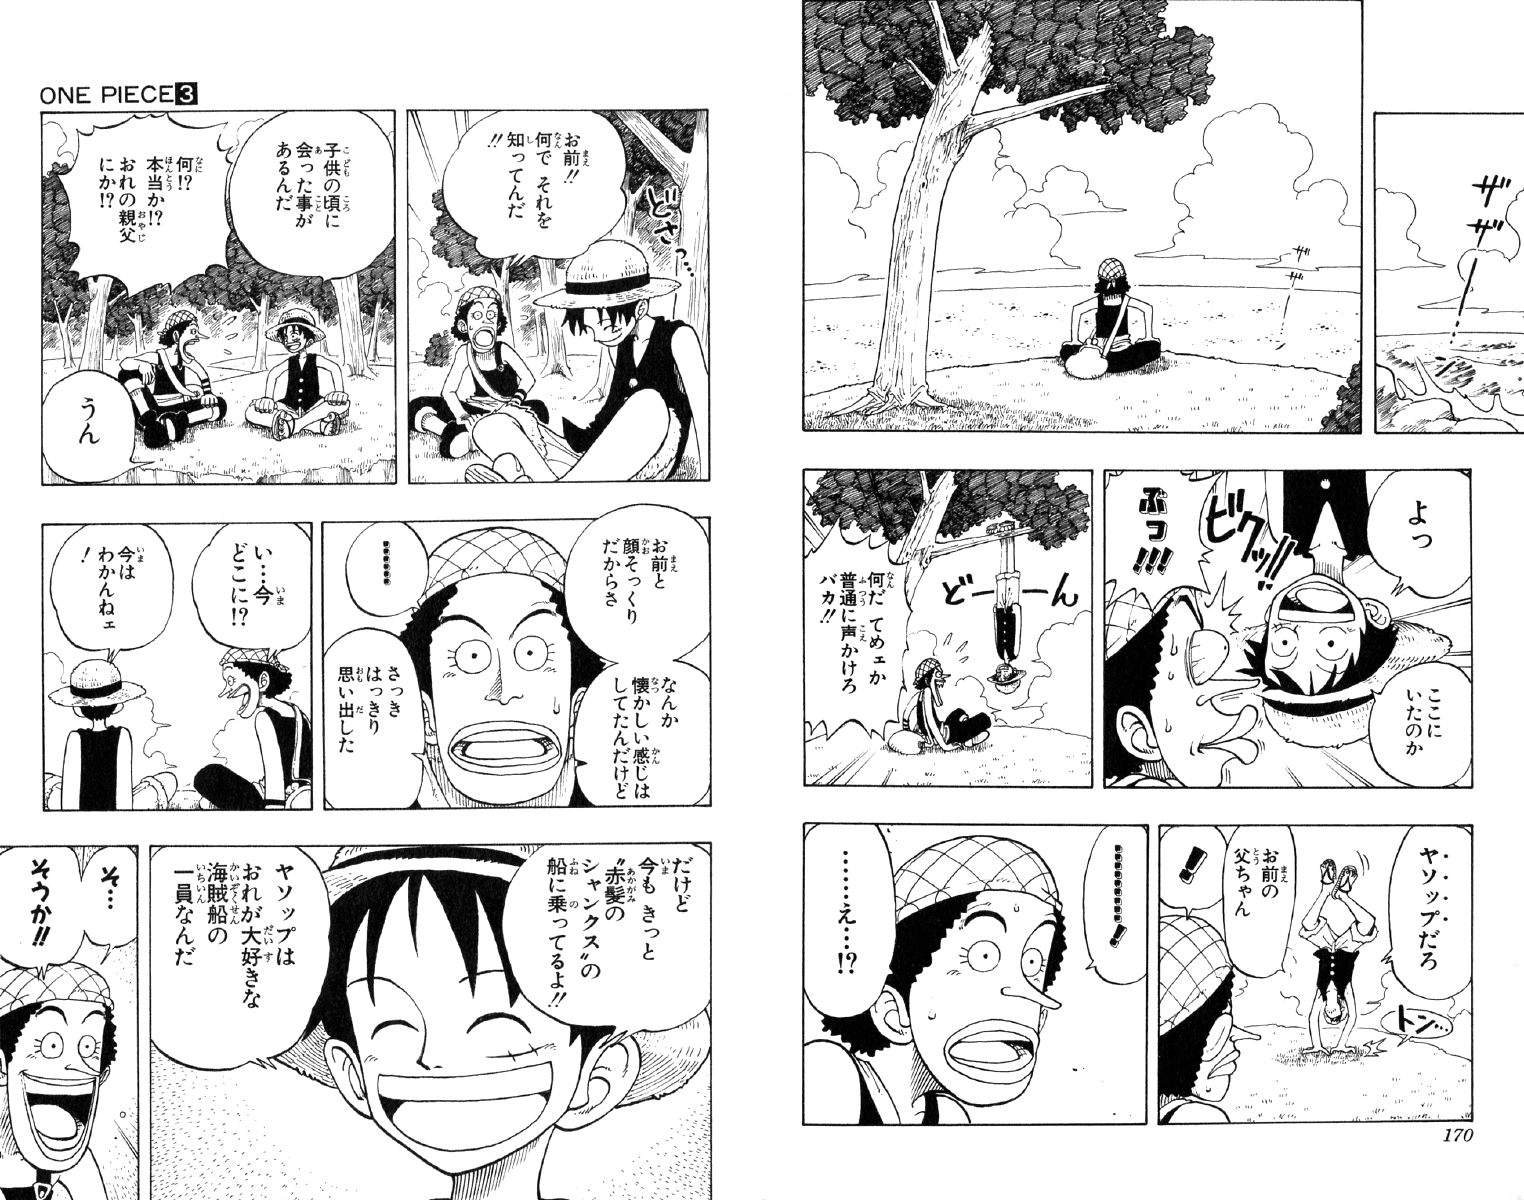 ザザ
ザザ
よっ
ここに
いたのか
ビクッ!!
ぶっ!!!
どーーん
何だ てめェか
普通に声かけろ
バカ!!
ヤソップだろ
お前の
父ちゃん
!
トン…
………!
……え…!?
170
ONE PIECE 3
お前!!
何で それを
知ってんだ
!!
どさっ…
子供の頃に
会った事が
あるんだ
何!?
本当か!?
おれの親父
にか!?
うん
お前と
顔そっくり
だからさ
なんか
懐かしい感じは
してたんだけど
さっき
はっきり
思い出した
………
い…今
どこに!?
今は
わかんねェ
!
だけど
今も きっと
〝赤髪の
シャンクス〟の
船に乗ってるよ!!
ヤソップは
おれが大好きな
海賊船の
一員なんだ
そ…
そうか!!